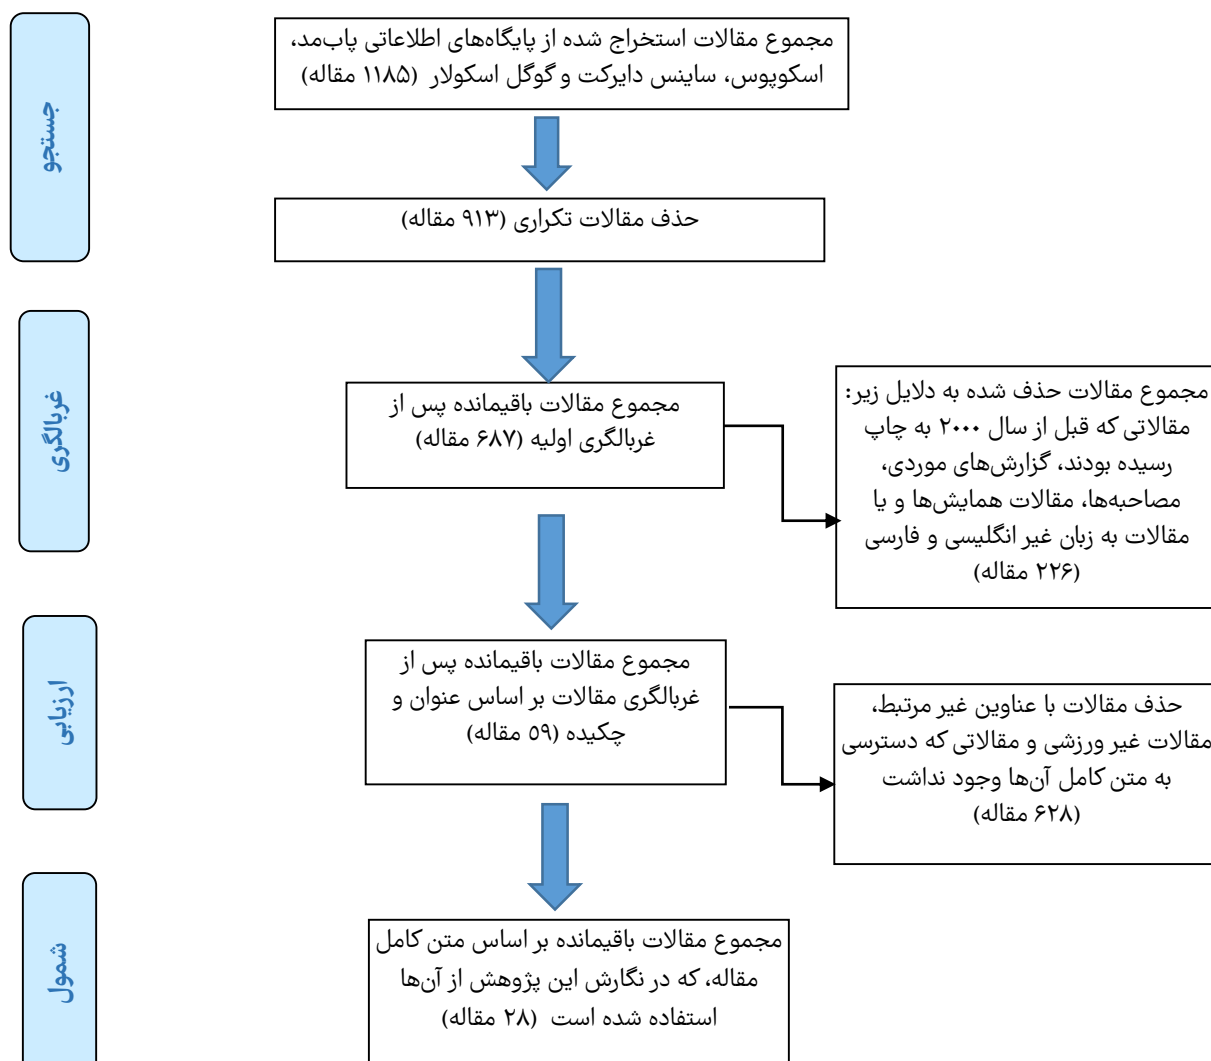 جستجو
مجموع مقالات استخراج شده از پایگاه‌های اطلاعاتی پاب‌مد،
اسکوپوس، ساینس دایرکت و گوگل اسکولار (۱۱۸۵ مقاله)
حذف مقالات تکراری (۹۱۳ مقاله)
غربالگری
مجموع مقالات باقیمانده پس از
غربالگری اولیه (۶۸۷ مقاله)
مجموع مقالات حذف شده به دلایل زیر:
مقالاتی که قبل از سال ۲۰۰۰ به چاپ
رسیده بودند، گزارش‌های موردی،
مصاحبه‌ها، مقالات همایش‌ها و یا
مقالات به زبان غیر انگلیسی و فارسی
(۲۲۶ مقاله)
ارزیابی
مجموع مقالات باقیمانده پس از
غربالگری مقالات بر اساس عنوان و
چکیده (۵۹ مقاله)
حذف مقالات با عناوین غیر مرتبط،
مقالات غیر ورزشی و مقالاتی که دسترسی
به متن کامل آن‌ها وجود نداشت
(۶۲۸ مقاله)
شمول
مجموع مقالات باقیمانده بر اساس متن کامل
مقاله، که در نگارش این پژوهش از آن‌ها
استفاده شده است (۲۸ مقاله)